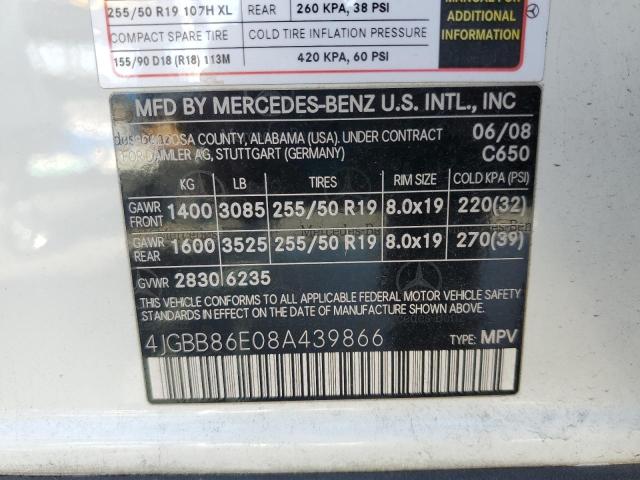 255/50 R19 107H XL REAR 260 KPA, 38 PSI
COMPACT SPARE TIRE COLD TIRE INFLATION PRESSURE
155/90 D18 (R18) 113M 420 KPA, 60 PSI
MANUAL FOR
ADDITIONAL
INFORMATION
MFD BY MERCEDES-BENZ U.S. INTL., INC
COUNTY, ALABAMA (USA). UNDER CONTRACT 06/08
FOR DAIMLER AG, STUTTGART (GERMANY) C650
KG LB TIRES RIM SIZE COLD KPA (PSI)
GAWR FRONT 1400 3085 255/50 R19 8.0x19 220(32)
GAWR REAR 1600 3525 255/50 R19 8.0x19 270(39)
GVWR 2830 6235
THIS VEHICLE CONFORMS TO ALL APPLICABLE FEDERAL MOTOR VEHICLE SAFETY
STANDARDS IN EFFECT ON THE DATE OF MANUFACTURE SHOWN ABOVE.
4JGBB86E08A439866 TYPE: MPV